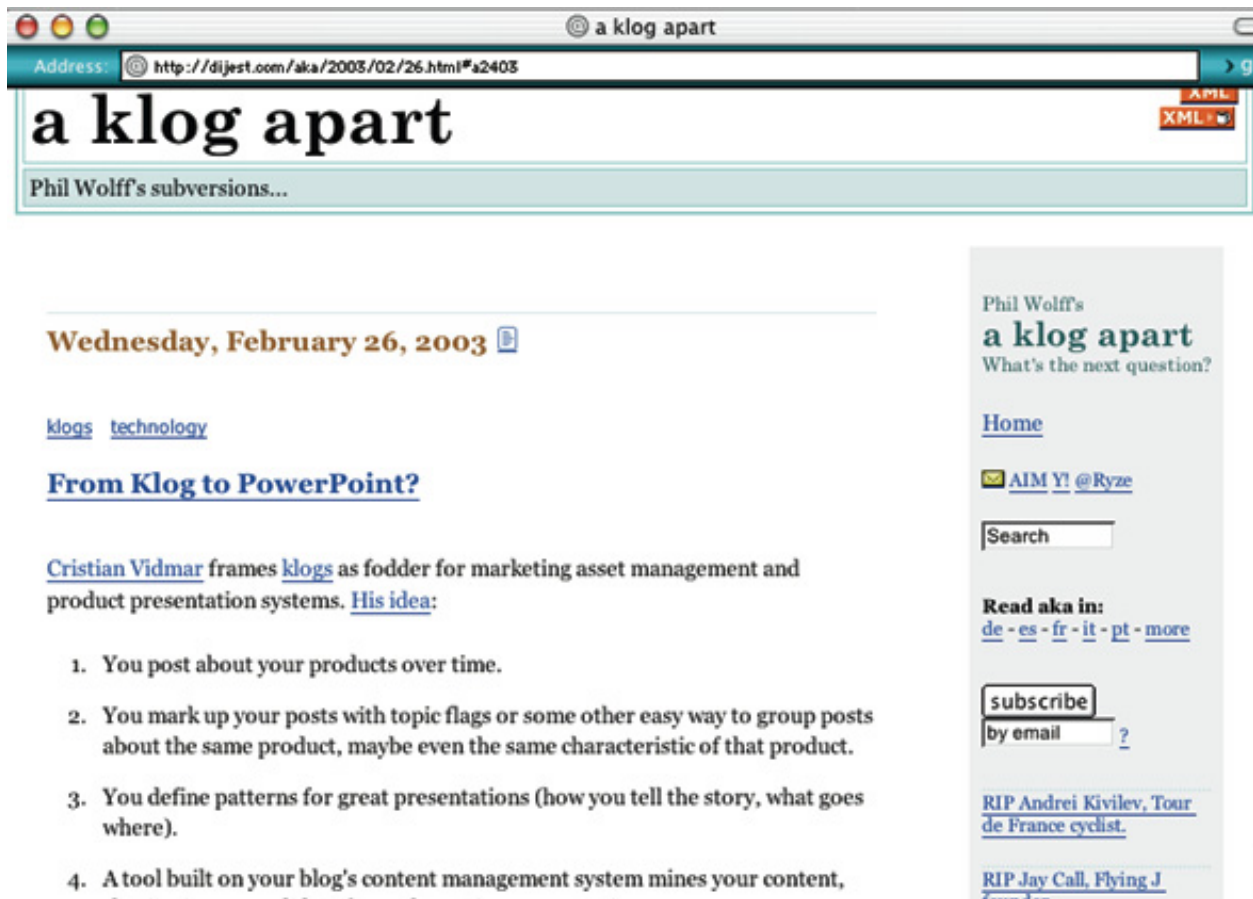 a klog apart
Address: http://dijest.com/aka/2003/02/26.html#a2403
XML
XML
a klog apart
Phil Wolff's subversions...
Wednesday, February 26, 2003
klogs technology
From Klog to PowerPoint?
Cristian Vidmar frames klogs as fodder for marketing asset management and
product presentation systems. His idea:
1. You post about your products over time.
2. You mark up your posts with topic flags or some other easy way to group posts
about the same product, maybe even the same characteristic of that product.
3. You define patterns for great presentations (how you tell the story, what goes
where).
4. A tool built on your blog's content management system mines your content,
Phil Wolff's
a klog apart
What's the next question?
Home
AIM Y! @Ryze
Search
Read aka in:
de - es - fr - it - pt - more
subscribe
by email ?
RIP Andrei Kivilev, Tour
de France cyclist.
RIP Jay Call, Flying J